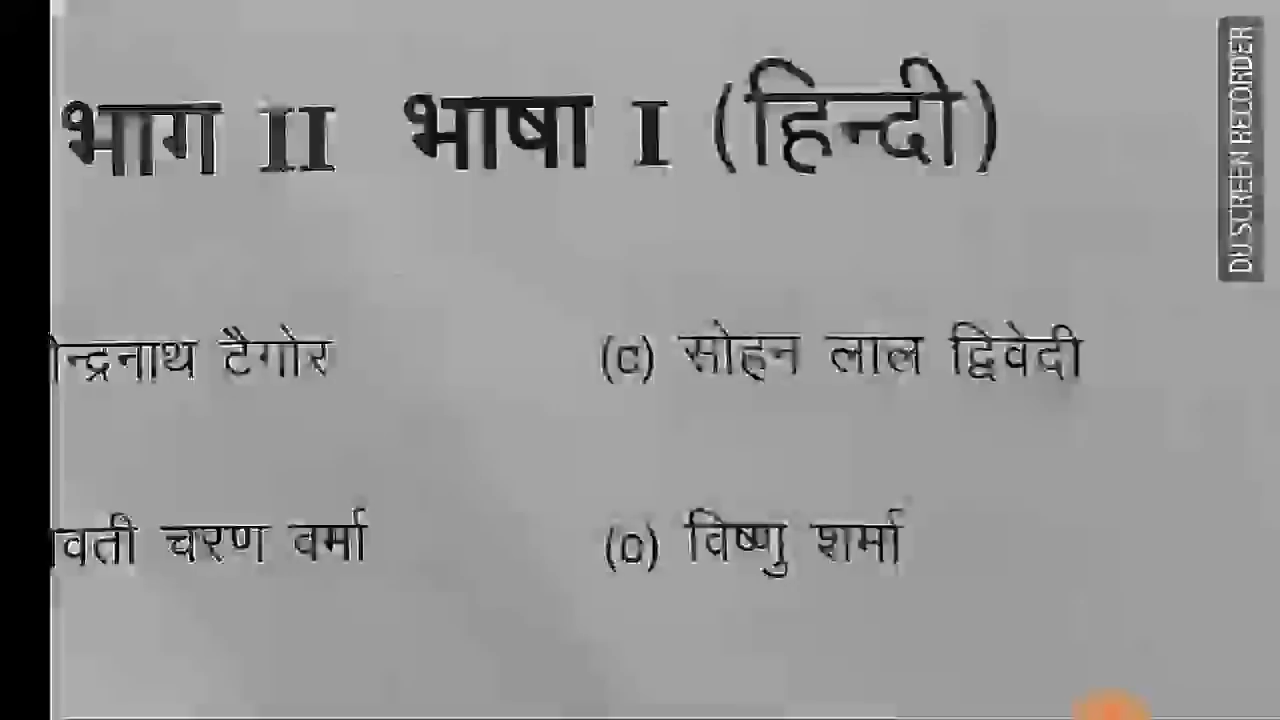 भाग II भाषा I (हिन्दी)
न्द्रनाथ टैगोर (c) सोहन लाल द्विवेदी
वती चरण वर्मा (D) विष्णु शर्मा
DU SCREEN RECORDER